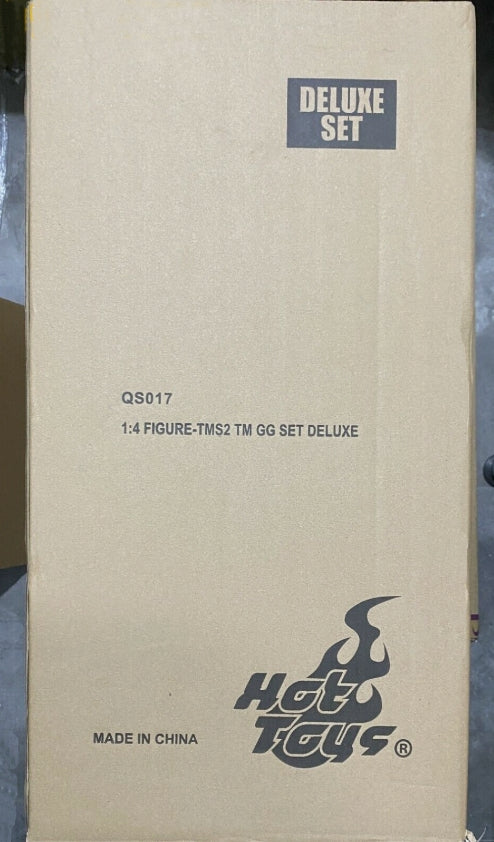 DELUXE
SET
QS017
1:4 FIGURE-TMS2 TM GG SET DELUXE
Hot
Toys ®
MADE IN CHINA